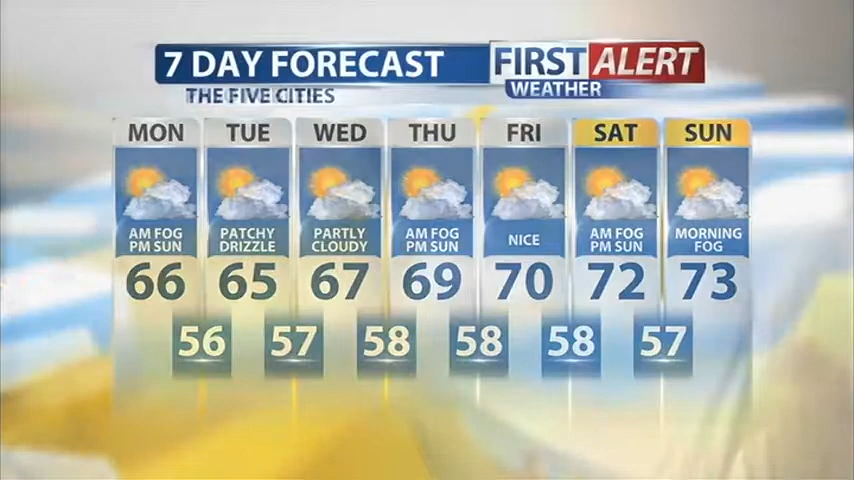 7 DAY FORECAST
FIRST ALERT
THE FIVE CITIES
WEATHER
MON TUE WED THU FRI SAT SUN
AM FOG PATCHY PARTLY AM FOG NICE AM FOG MORNING
PM SUN DRIZZLE CLOUDY PM SUN PM SUN FOG
66 65 67 69 70 72 73
56 57 58 58 58 57